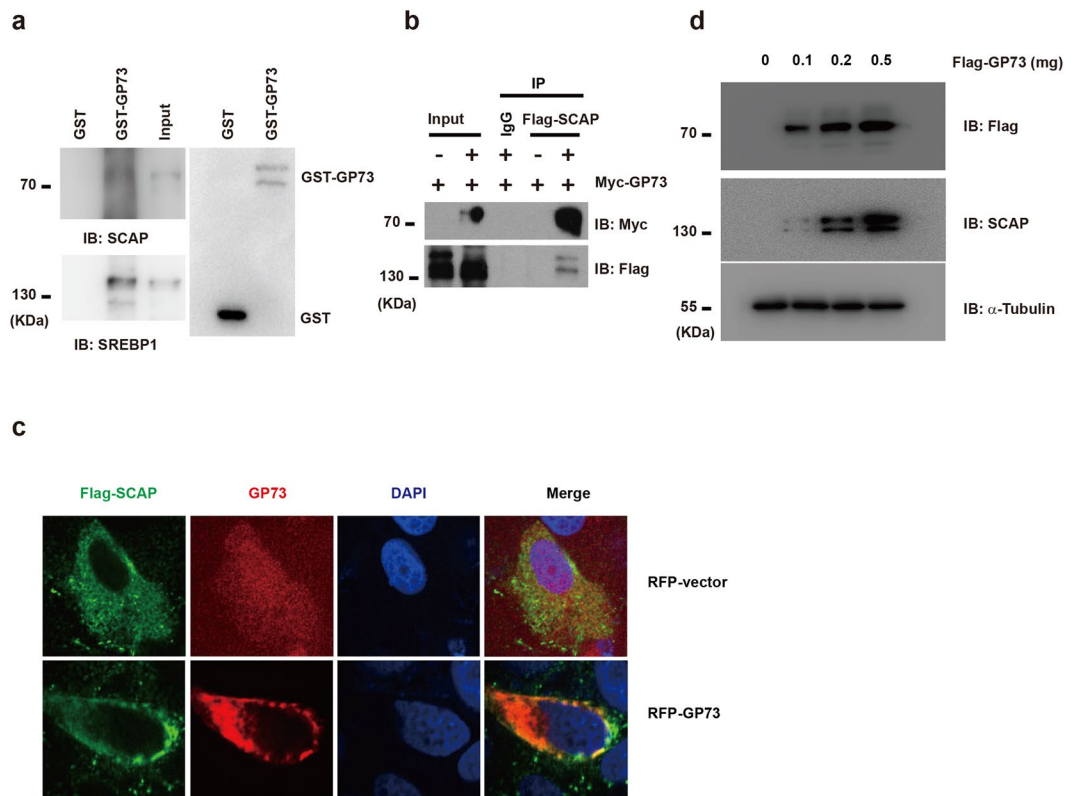 a
GST
GST-GP73
Input
GST
GST-GP73
70
GST-GP73
IB: SCAP
130
(KDa)
GST
IB: SREBP1
b
IP
Input
IgG
Flag-SCAP
- + + - +
+ + + + + Myc-GP73
70
IB: Myc
130
IB: Flag
(KDa)
d
0 0.1 0.2 0.5 Flag-GP73 (mg)
70
IB: Flag
130
IB: SCAP
55
IB: α-Tubulin
(KDa)
c
Flag-SCAP GP73 DAPI Merge
RFP-vector
RFP-GP73